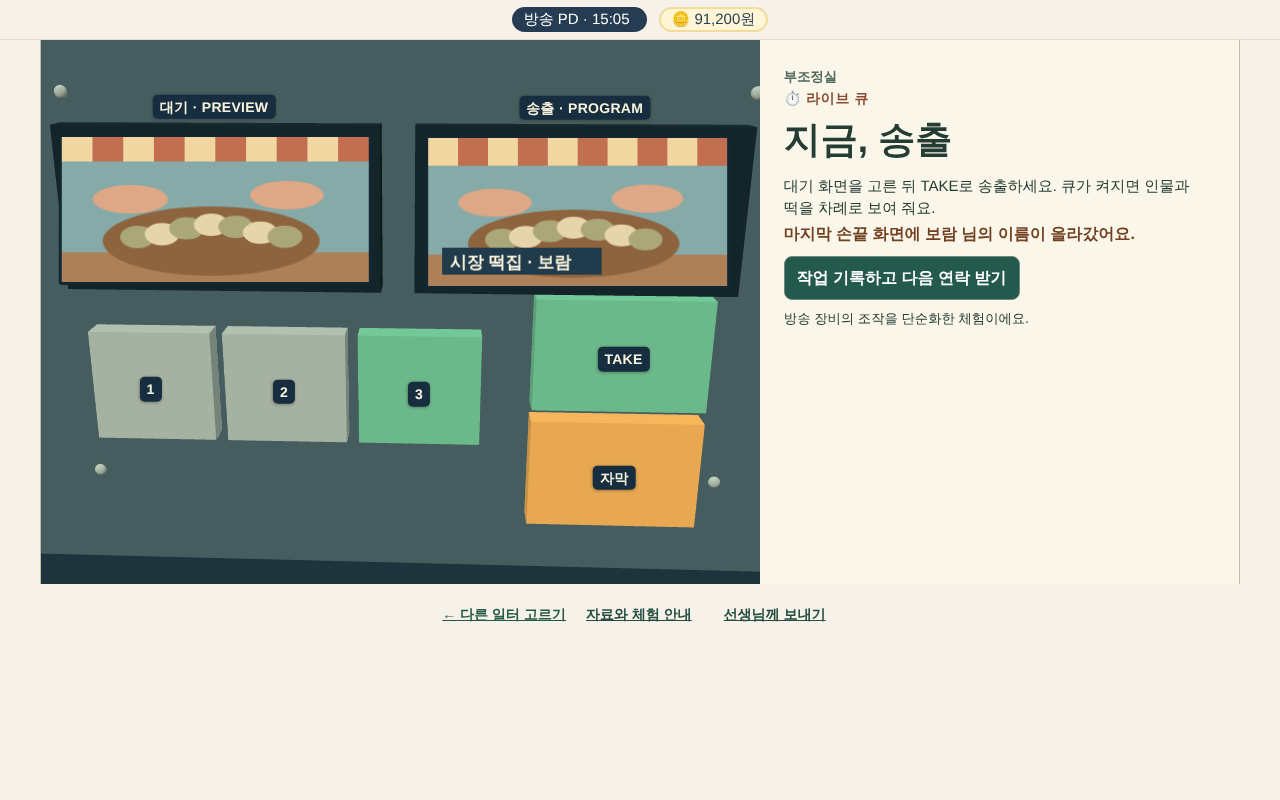 방송 PD · 15:05
🪙 91,200원
대기 · PREVIEW
송출 · PROGRAM
시장 떡집 · 보람
1
2
3
TAKE
자막
부조정실
⏱️ 라이브 큐
지금, 송출
대기 화면을 고른 뒤 TAKE로 송출하세요. 큐가 켜지면 인물과
떡을 차례로 보여 줘요.
마지막 손끝 화면에 보람 님의 이름이 올라갔어요.
작업 기록하고 다음 연락 받기
방송 장비의 조작을 단순화한 체험이에요.
← 다른 일터 고르기
자료와 체험 안내
선생님께 보내기